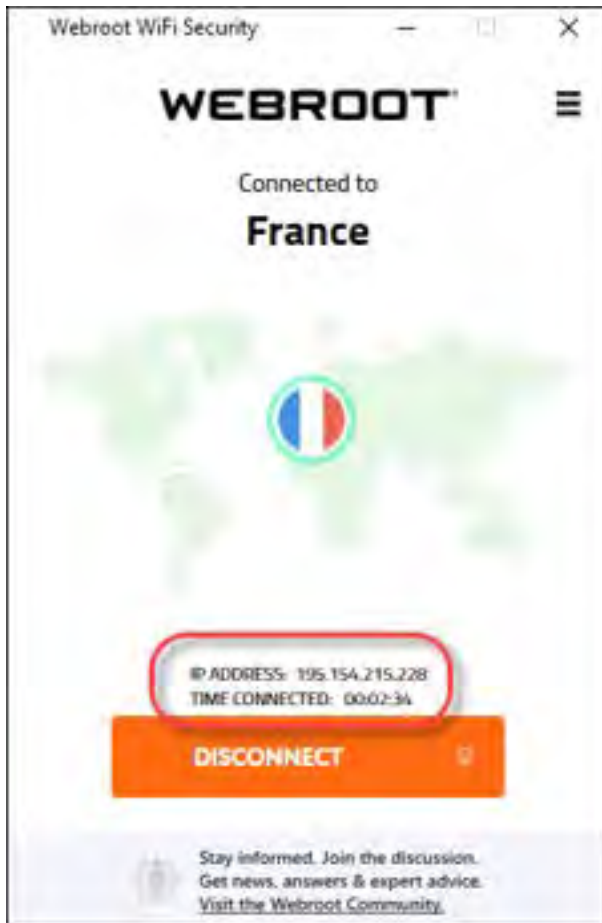 Webroot WiFi Security
WEBROOT
Connected to
France
IP ADDRESS: 195.154.215.228
TIME CONNECTED: 00:02:34
DISCONNECT
Stay informed. Join the discussion.
Get news, answers & expert advice.
Visit the Webroot Community.